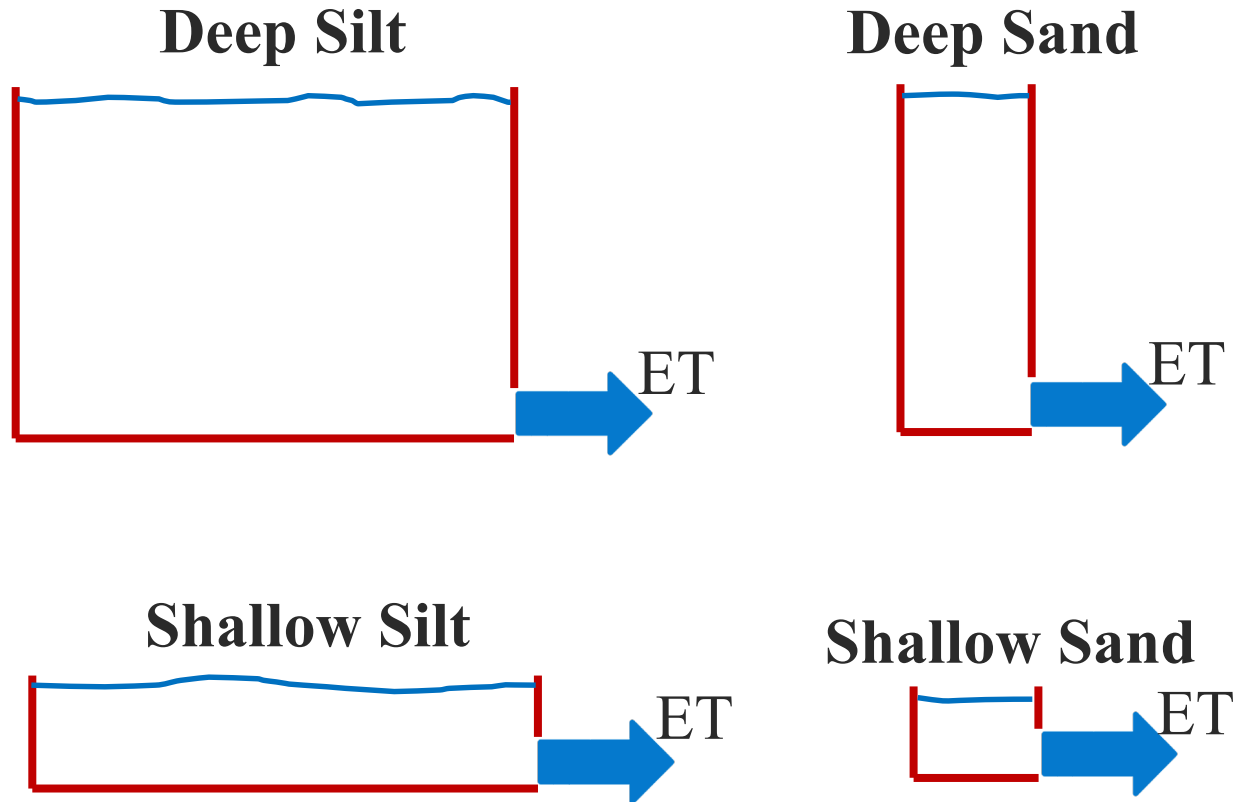 Deep Silt
Deep Sand
ET
ET
Shallow Silt
Shallow Sand
ET
ET